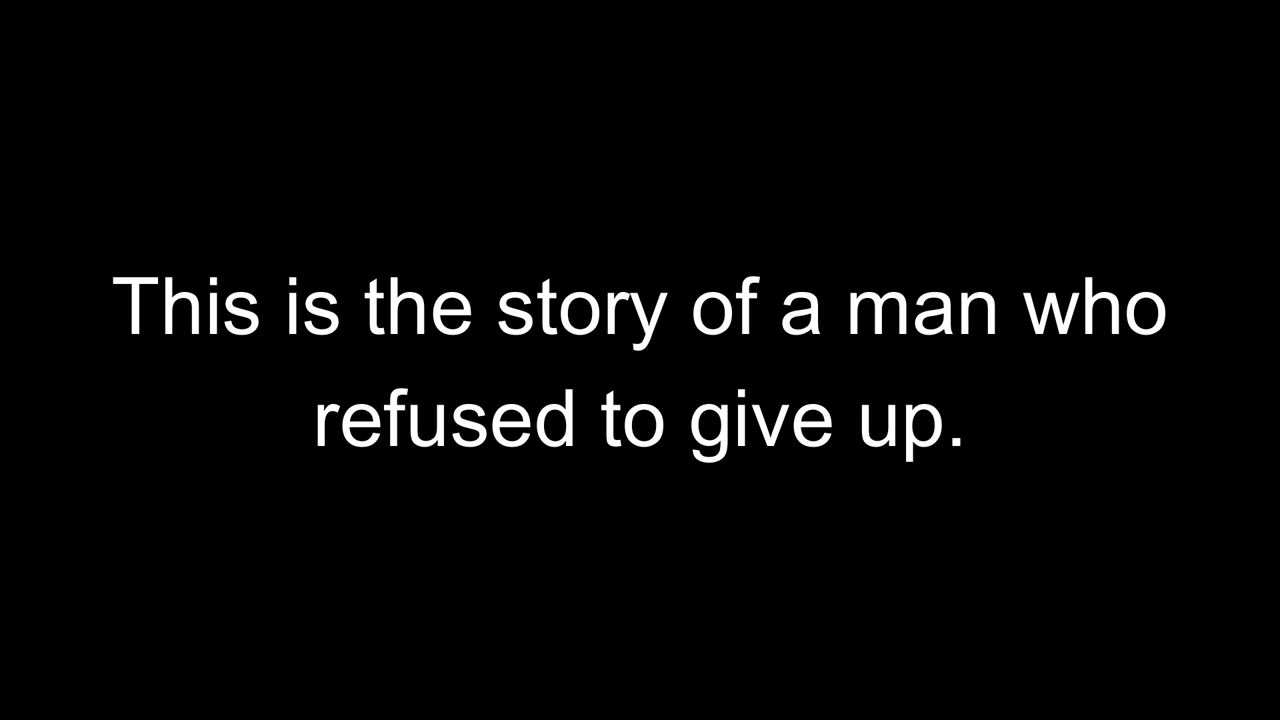 This is the story of a man who
refused to give up.